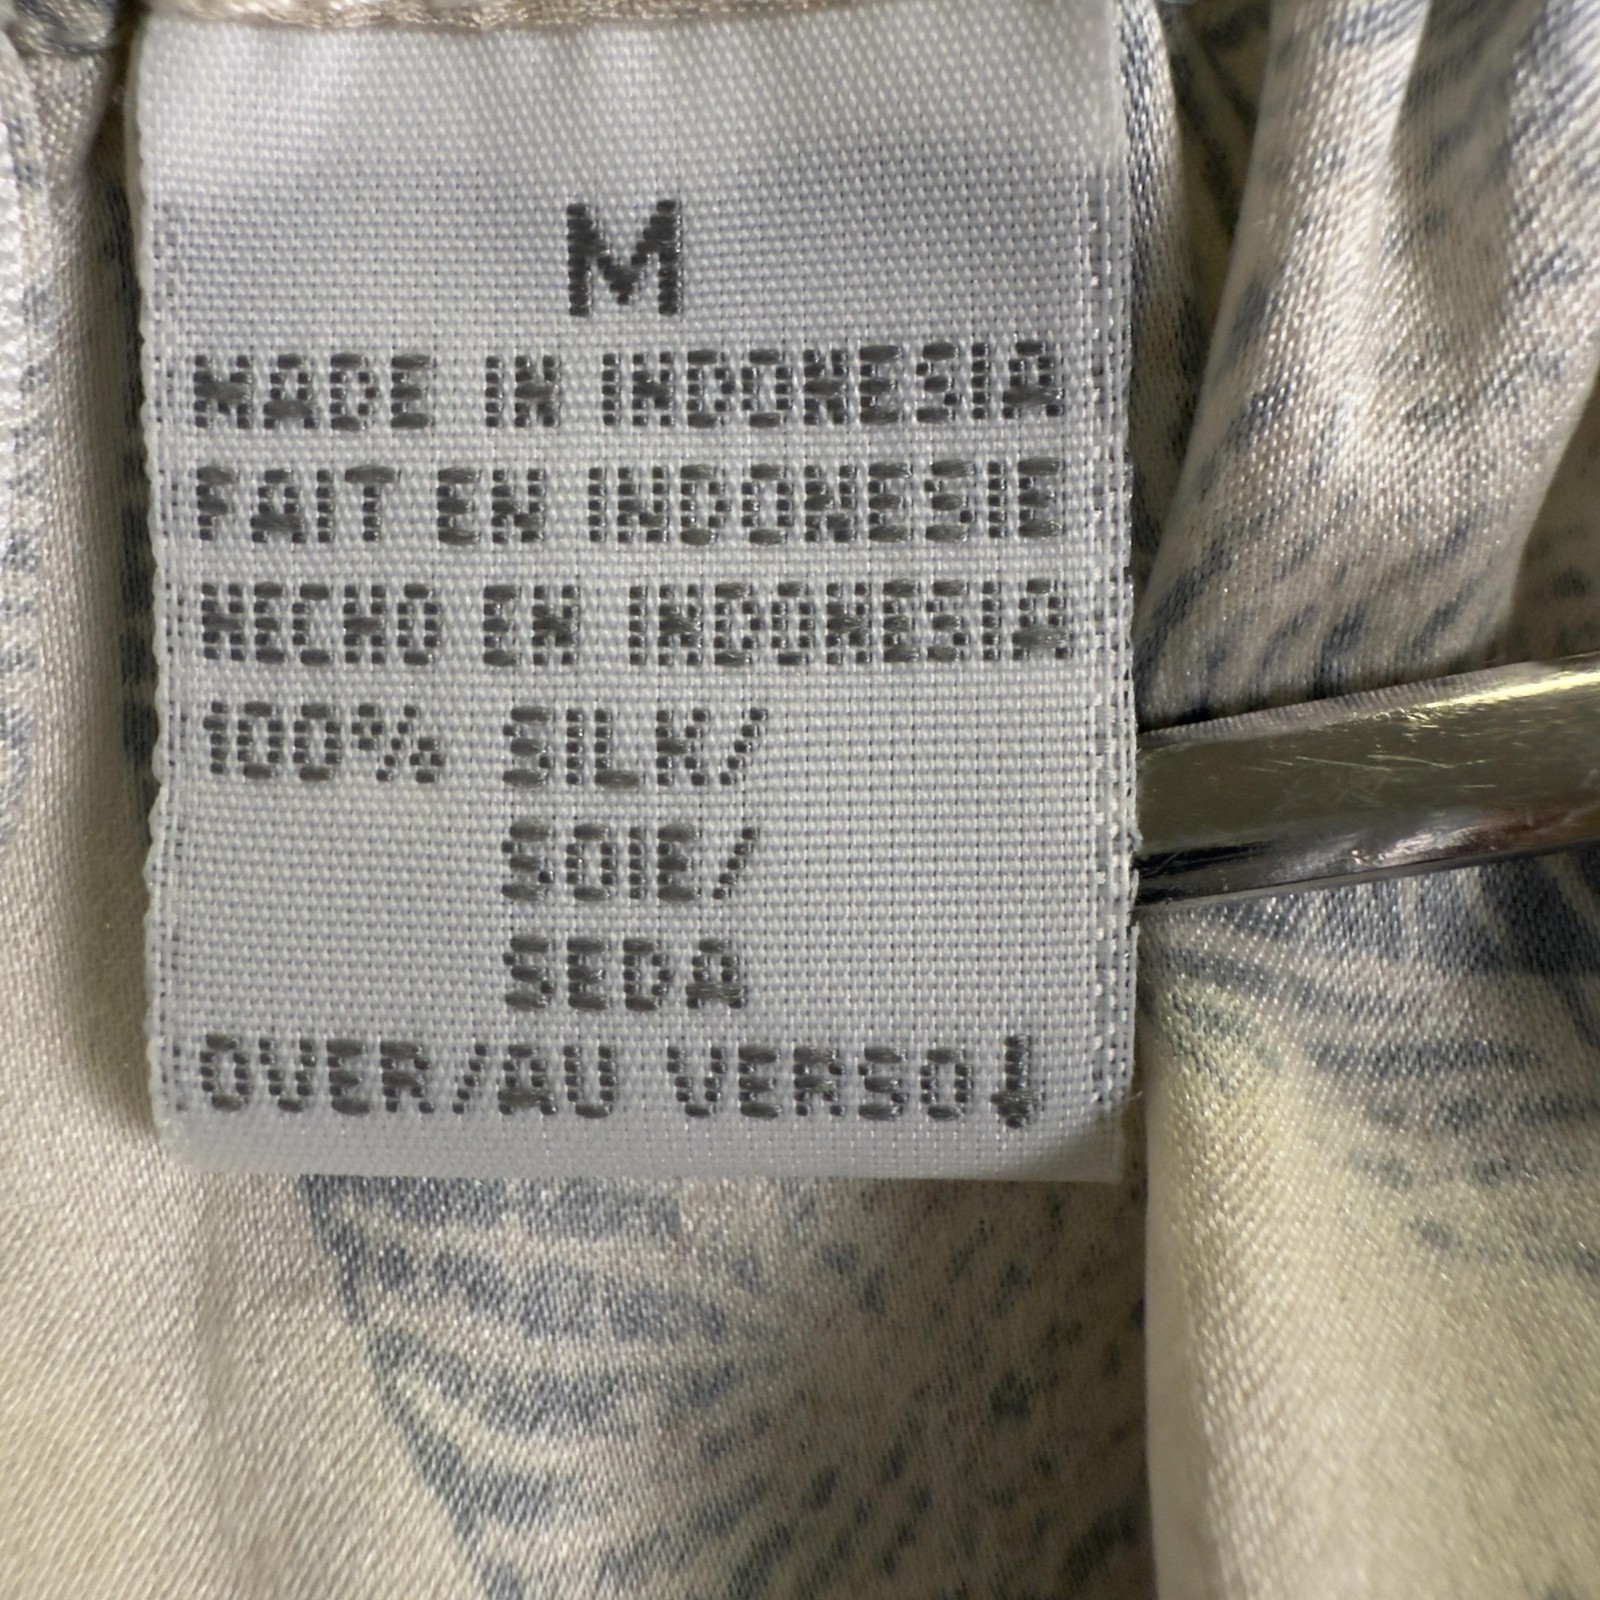 M
MADE IN INDONESIA
FAIT EN INDONESIE
HECHO EN INDONESIA
100% SILK/
SOIE/
SEDA
OVER/AU VERSO↓